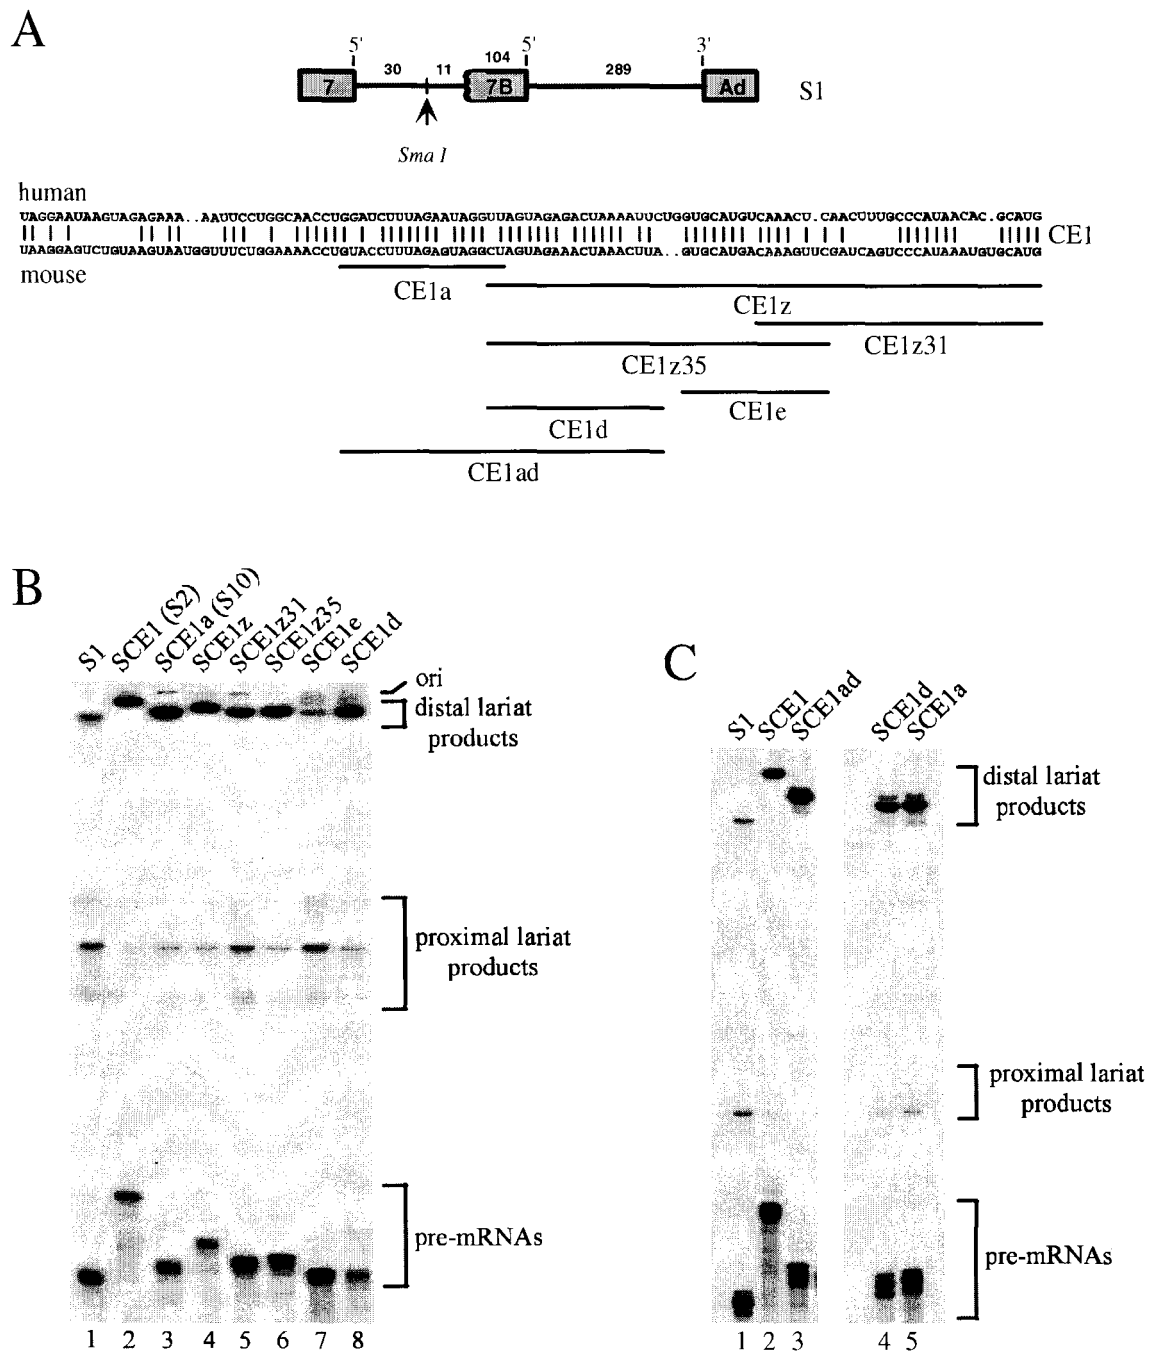 A
5' 104 5' 3'
30 11 289
7 7B Ad S1
Sma I
human
UAGGAAUAAGUAGAGAAA..AAUUCCUGGCAACCUGGAUCUUUAGAAUAGGUUAGUAGAGACUAAAAUUCUGGUGCAUGUCAAACU.CAACUUUGCCCAUAACAC.GCAUG
CE1
UAAGGAGUCUGUAAGUAAUGGUUUCUGGAAAACCUGUACCUUUAGAGUAGGCUAGUAGAAACUAAACUUA..GUGCAUGACAAAGUUCGAUCAGUCCCAUAAAUGUGCAUG
mouse
CE1a
CE1z
CE1z31
CE1z35
CE1e
CE1d
CE1ad
B
S1 SCE1 (S2) SCE1a (S10) SCE1z SCE1z31 SCE1z35 SCE1e SCE1d
ori
distal lariat
products
proximal lariat
products
pre-mRNAs
1 2 3 4 5 6 7 8
C
S1 SCE1 SCE1ad SCE1d SCE1a
distal lariat
products
proximal lariat
products
pre-mRNAs
1 2 3 4 5